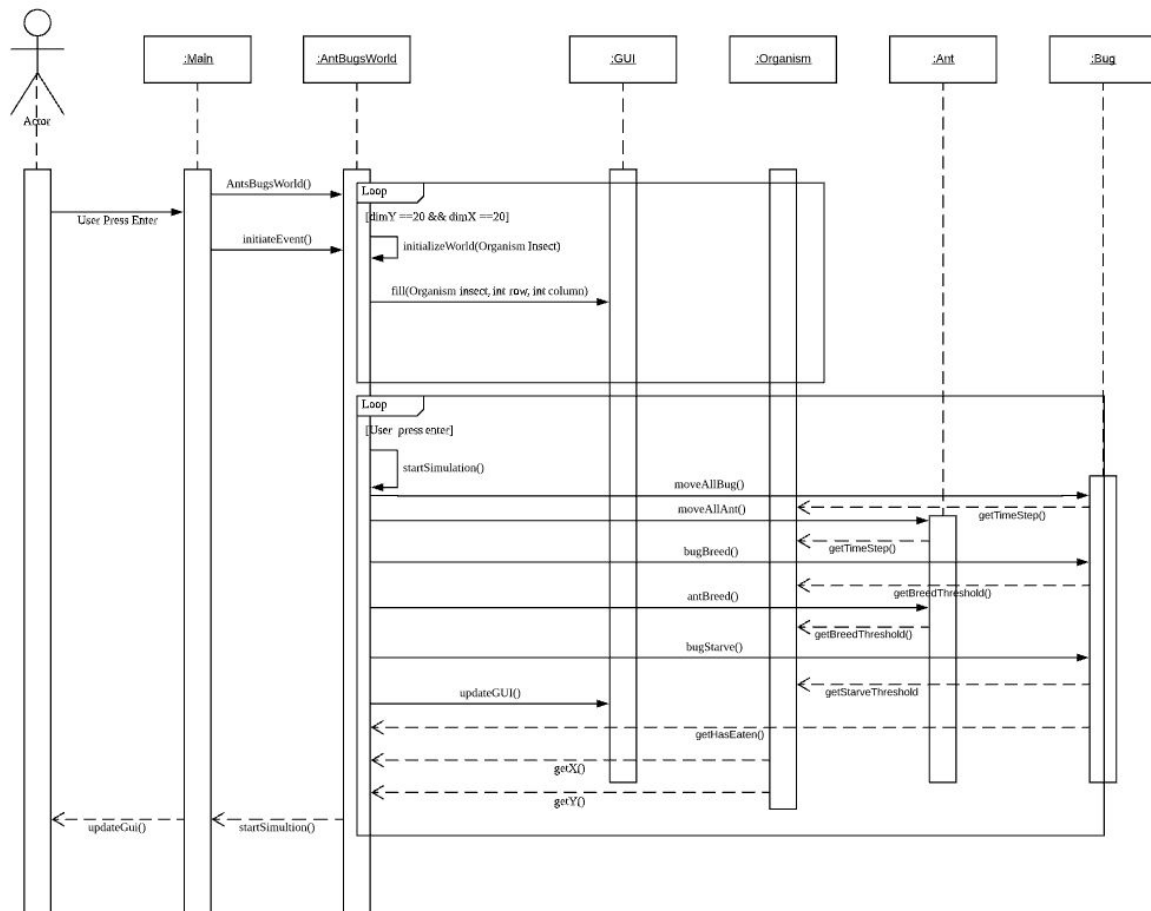 :Main
:AntBugsWorld
:GUI
:Organism
:Ant
:Bug
Actor
AntsBugsWorld()
Loop
[dimY ==20 && dimX ==20]
User Press Enter
initiateEvent()
initializeWorld(Organism Insect)
fill(Organism insect, int row, int column)
Loop
[User press enter]
startSimulation()
moveAllBug()
getTimeStep()
moveAllAnt()
getTimeStep()
bugBreed()
getBreedThreshold()
antBreed()
getBreedThreshold()
bugStarve()
getStarveThreshold
updateGUI()
getHasEaten()
getX()
getY()
updateGui()
startSimultion()